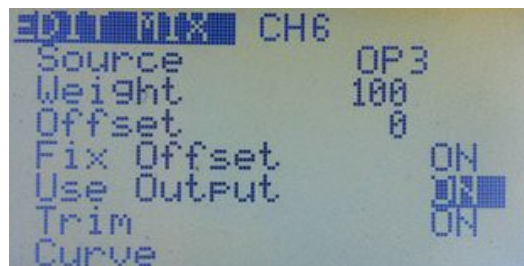 EDIT MIX CH6
Source OP3
Weight 100
Offset 0
Fix Offset ON
Use Output ON
Trim ON
Curve